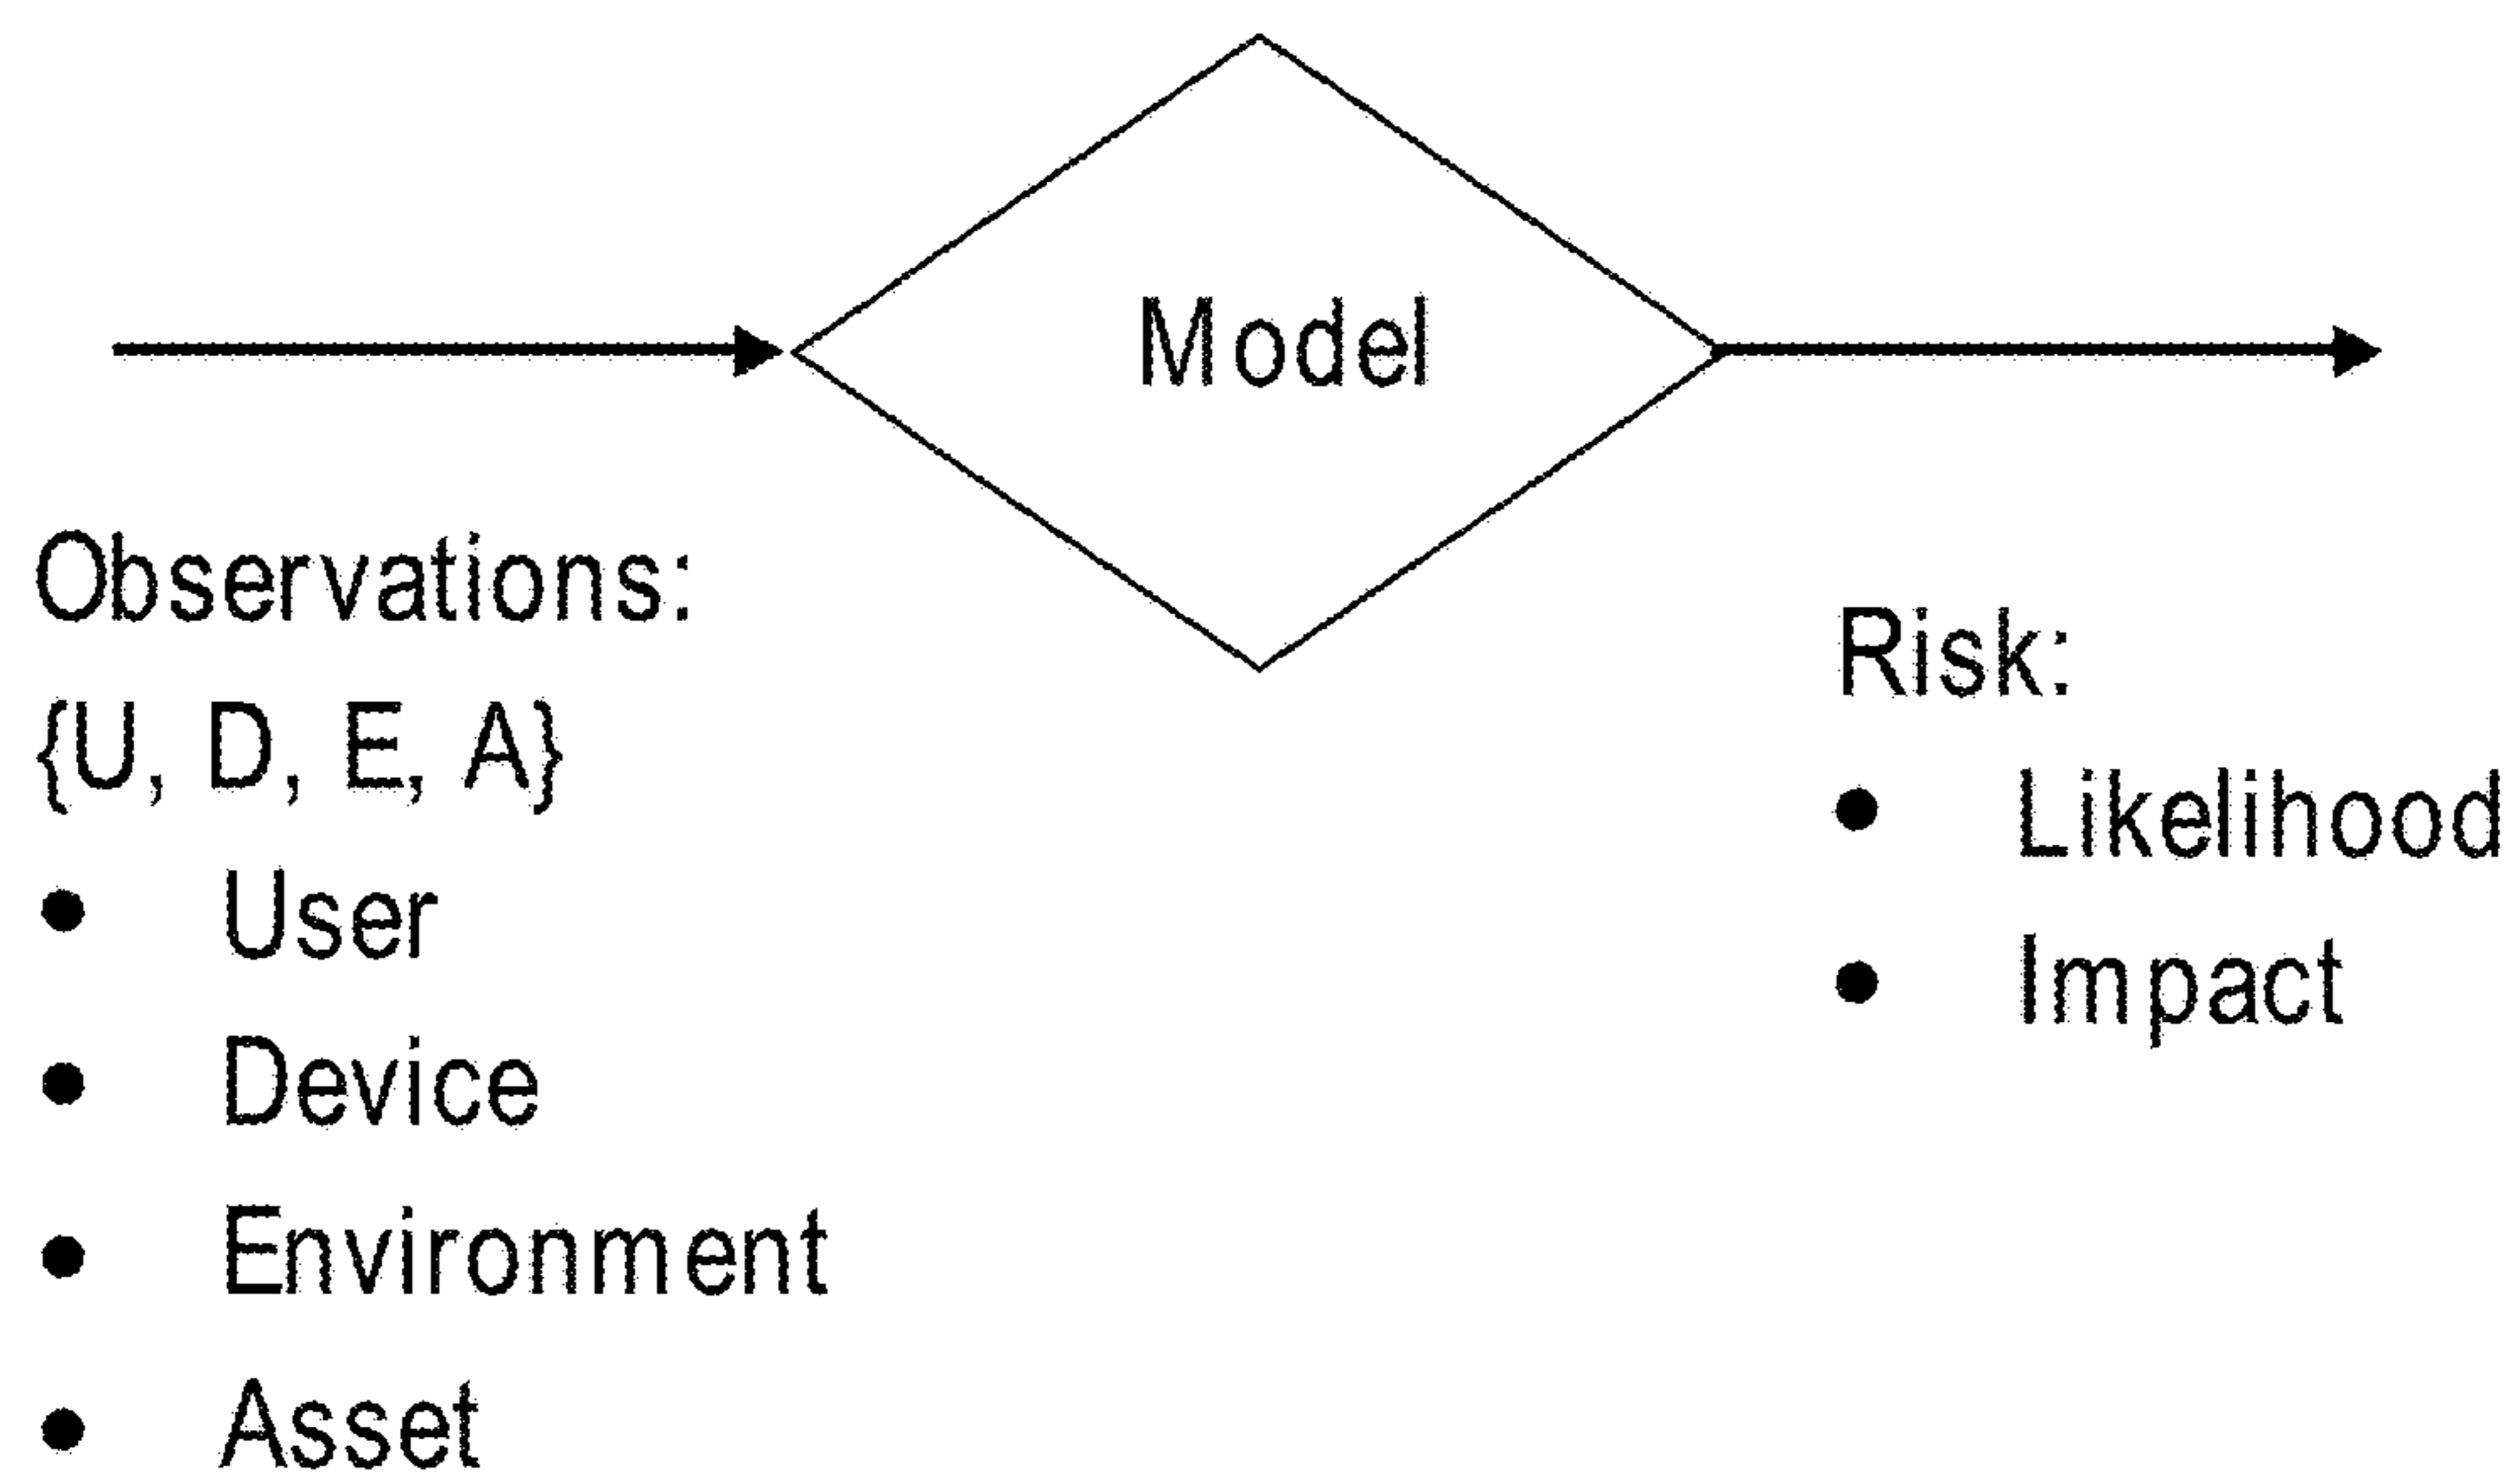 Model
Observations:
{U, D, E, A}
• User
• Device
• Environment
• Asset
Risk:
• Likelihood
• Impact